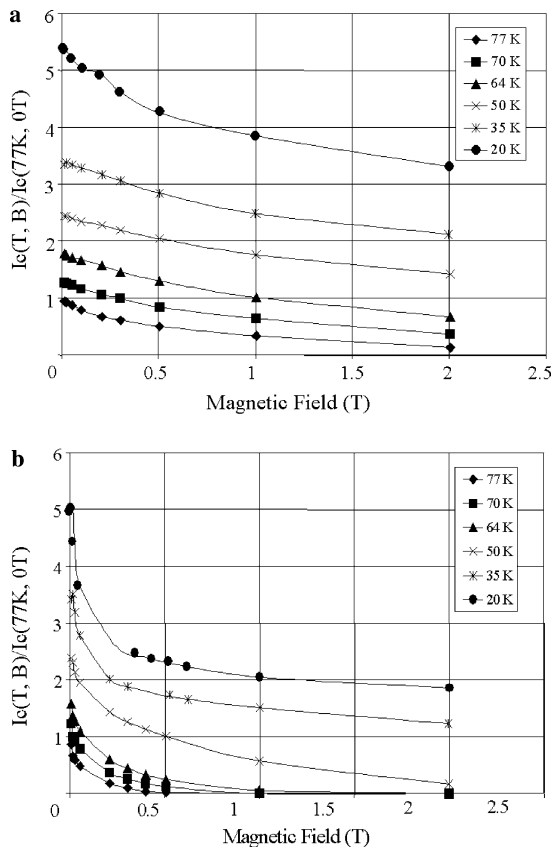 a
6
5
4
3
2
1
Ic(T, B)/Ic(77K, 0T)
77 K
70 K
64 K
50 K
35 K
20 K
0 0.5 1 1.5 2 2.5
Magnetic Field (T)
b
6
5
4
3
2
1
0
Ic(T, B)/Ic(77K, 0T)
77 K
70 K
64 K
50 K
35 K
20 K
0 0.5 1 1.5 2 2.5
Magnetic Field (T)